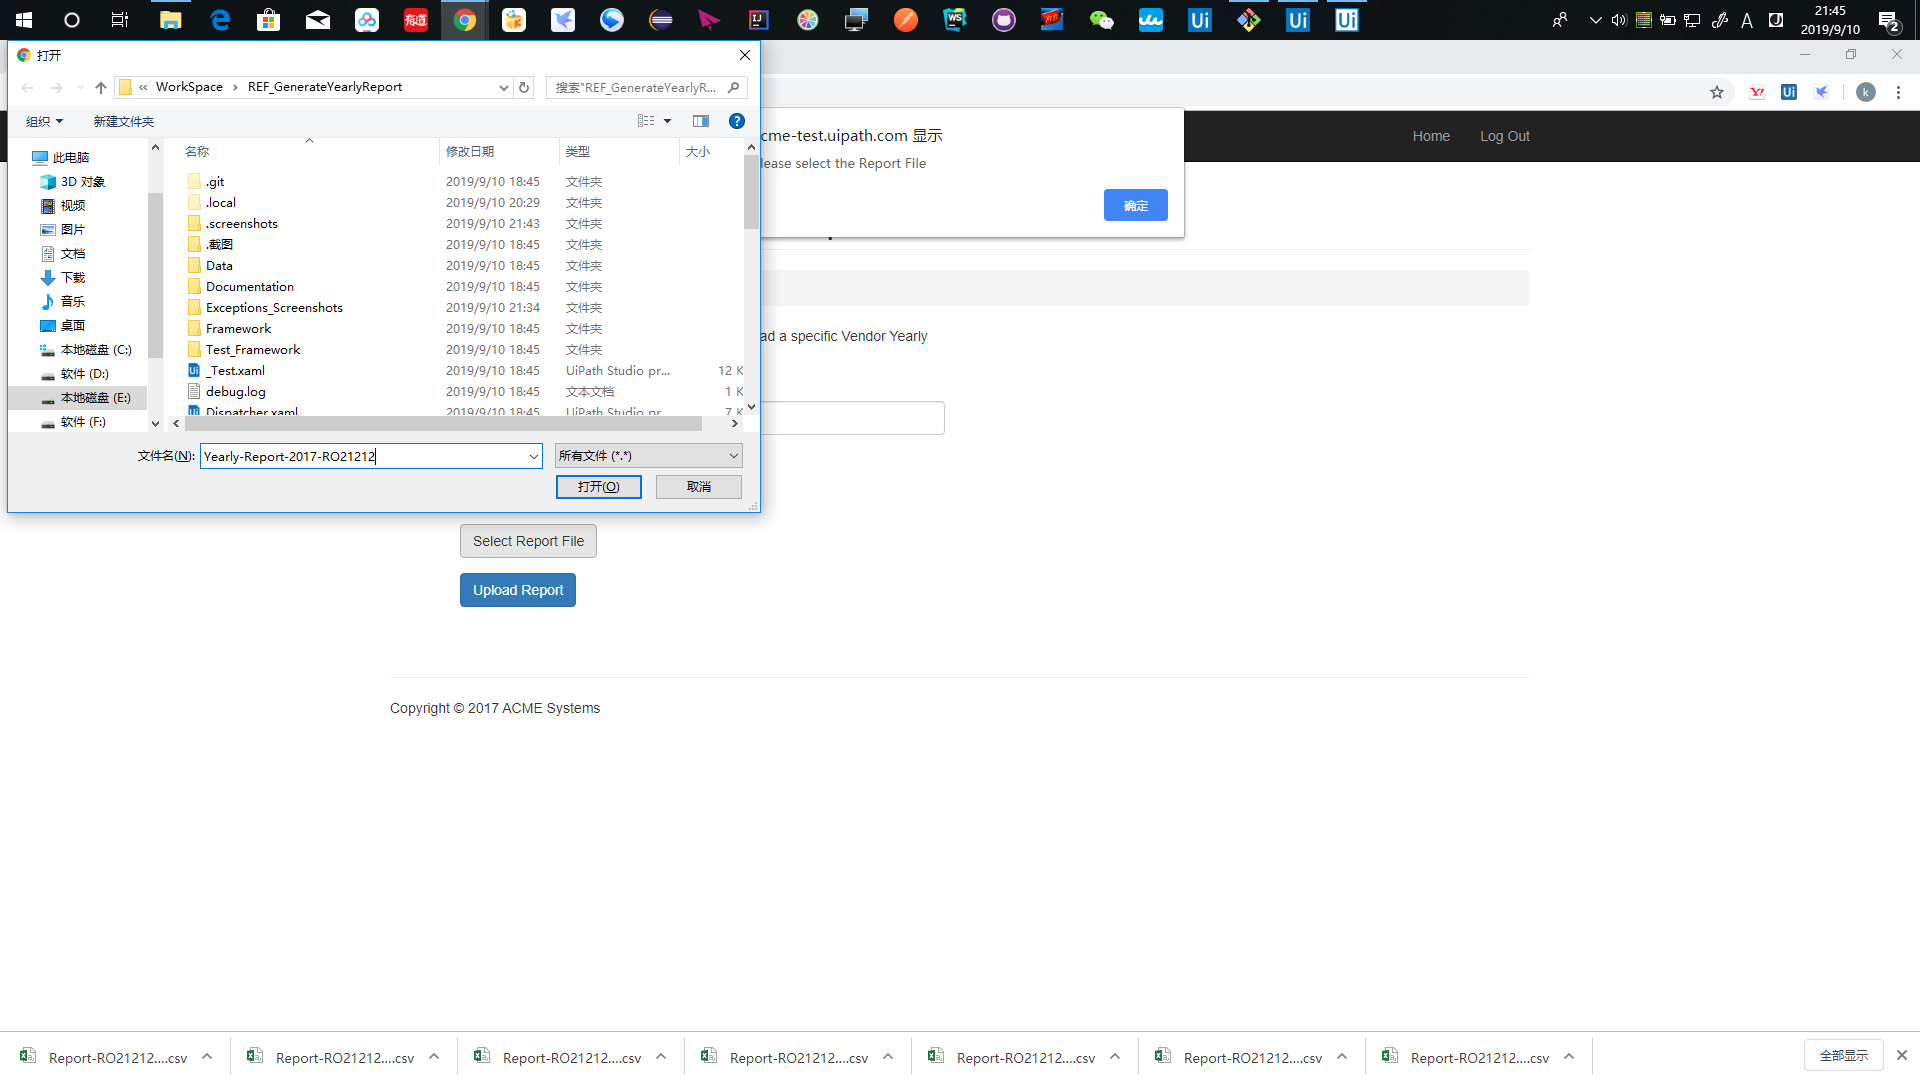 21:45
2019/9/10
2
打开
« WorkSpace › REF_GenerateYearlyReport
搜索"REF_GenerateYearlyR...
组织
新建文件夹
名称 修改日期 类型 大小
此电脑
3D 对象
视频
图片
文档
下载
音乐
桌面
本地磁盘 (C:)
软件 (D:)
本地磁盘 (E:)
软件 (F:)
.git 2019/9/10 18:45 文件夹
.local 2019/9/10 20:29 文件夹
.screenshots 2019/9/10 21:43 文件夹
.截图 2019/9/10 18:45 文件夹
Data 2019/9/10 18:45 文件夹
Documentation 2019/9/10 18:45 文件夹
Exceptions_Screenshots 2019/9/10 21:34 文件夹
Framework 2019/9/10 18:45 文件夹
Test_Framework 2019/9/10 18:45 文件夹
_Test.xaml 2019/9/10 18:45 UiPath Studio pr... 12 K
debug.log 2019/9/10 18:45 文本文档 1 K
Dispatcher.xaml 2019/9/10 18:45 UiPath Studio pr 7 K
文件名(N): Yearly-Report-2017-RO21212
所有文件 (*.*)
打开(O)
取消
cme-test.uipath.com 显示
lease select the Report File
确定
Home
Log Out
ad a specific Vendor Yearly
Select Report File
Upload Report
Copyright © 2017 ACME Systems
Report-RO21212....csv
Report-RO21212....csv
Report-RO21212....csv
Report-RO21212....csv
Report-RO21212....csv
Report-RO21212....csv
Report-RO21212....csv
全部显示